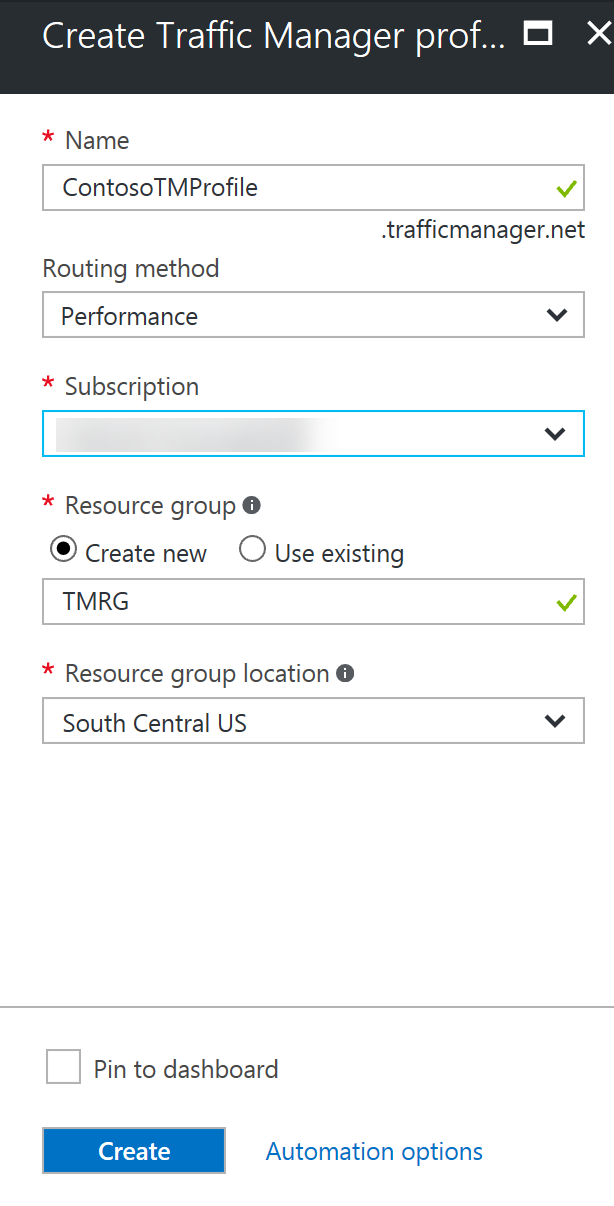 Create Traffic Manager prof...
* Name
ContosoTMProfile
.trafficmanager.net
Routing method
Performance
* Subscription
* Resource group
Create new Use existing
TMRG
* Resource group location
South Central US
Pin to dashboard
Create Automation options